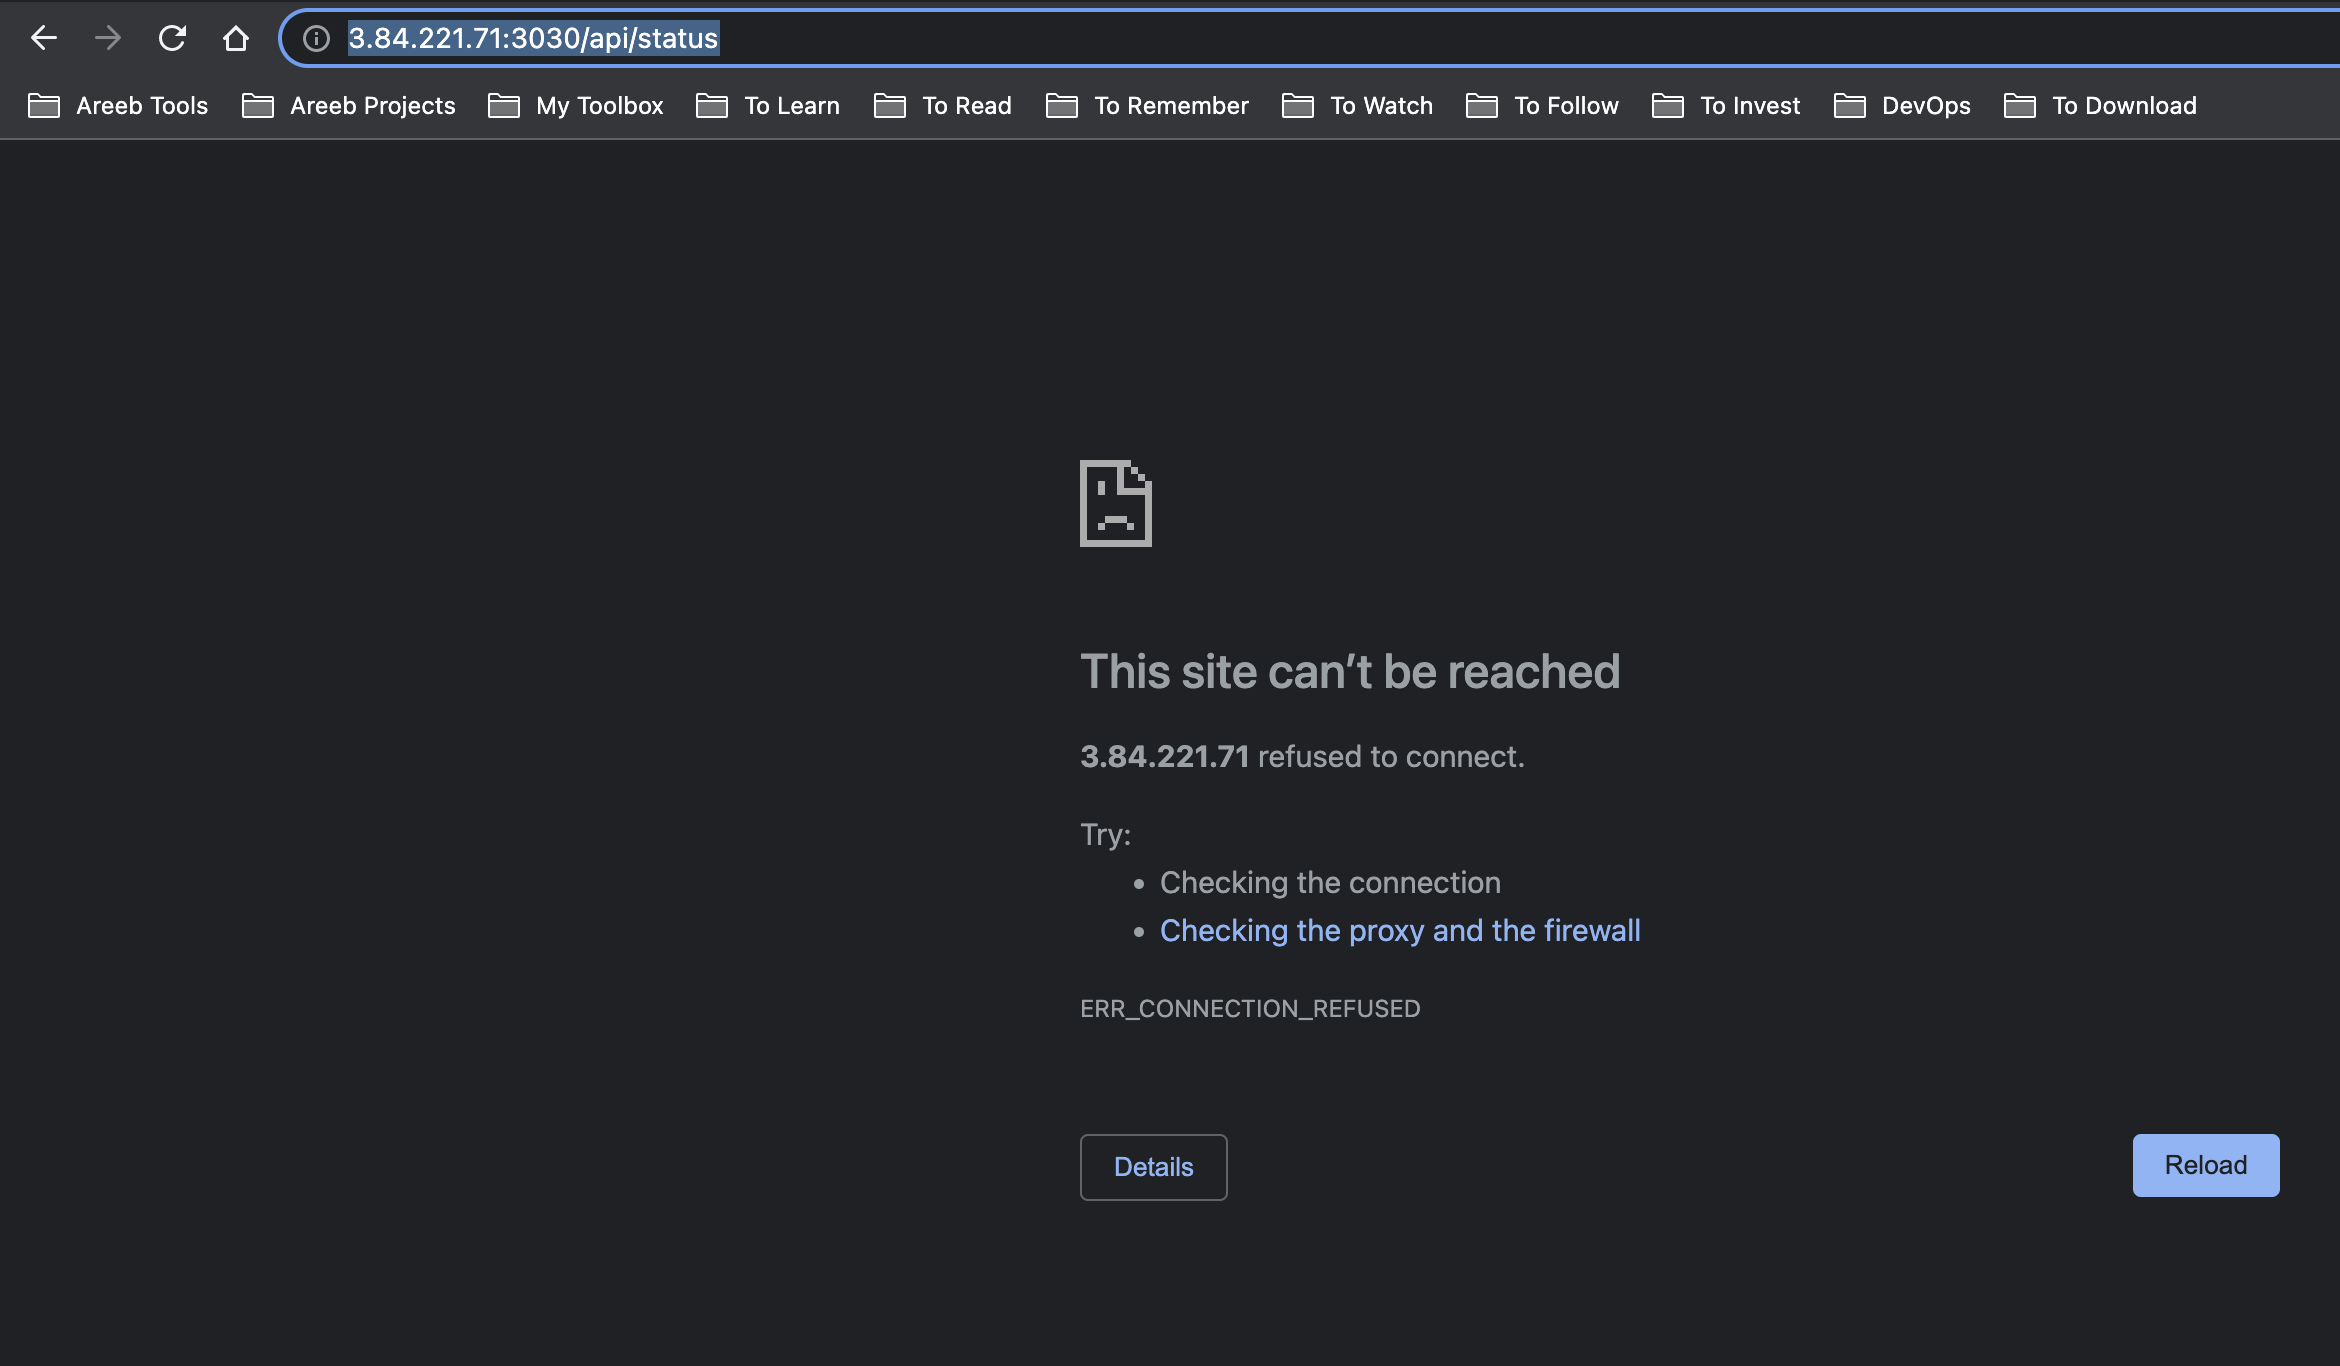 3.84.221.71:3030/api/status
Areeb Tools Areeb Projects My Toolbox To Learn To Read To Remember To Watch To Follow To Invest DevOps To Download
This site can’t be reached
3.84.221.71 refused to connect.
Try:
• Checking the connection
• Checking the proxy and the firewall
ERR_CONNECTION_REFUSED
Details Reload